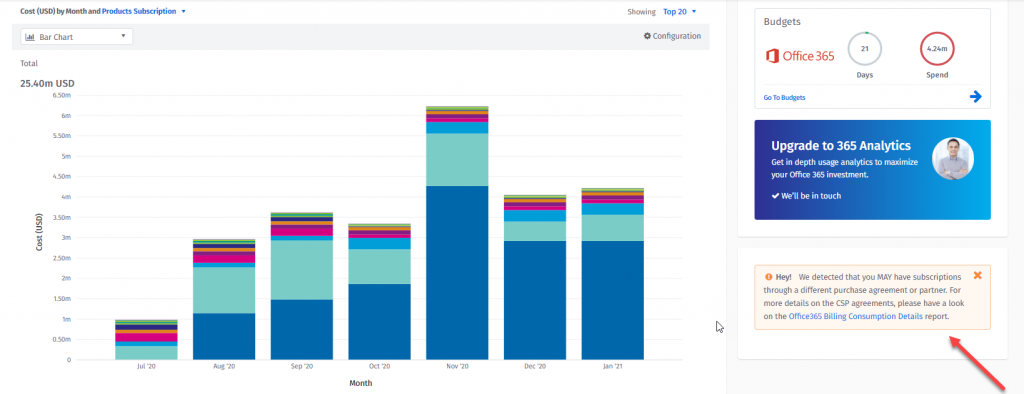 Cost (USD) by Month and Products Subscription
Showing Top 20
Bar Chart
Configuration
Total
25.40m USD
6.50m
6m
5.50m
5m
4.50m
4m
3.50m
3m
2.50m
2m
1.50m
1m
0.50m
0
Cost (USD)
Jul '20
Aug '20
Sep '20
Oct '20
Nov '20
Dec '20
Jan '21
Month
Budgets
Office 365
21
Days
4.24m
Spend
Go To Budgets
Upgrade to 365 Analytics
Get in depth usage analytics to maximize
your Office 365 investment.
We'll be in touch
Hey! We detected that you MAY have subscriptions
through a different purchase agreement or partner. For
more details on the CSP agreements, please have a look
on the Office365 Billing Consumption Details report.